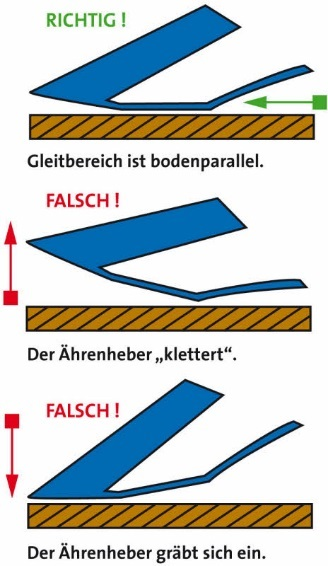 RICHTIG !
Gleitbereich ist bodenparallel.
FALSCH !
Der Ährenheber „klettert“.
FALSCH !
Der Ährenheber gräbt sich ein.